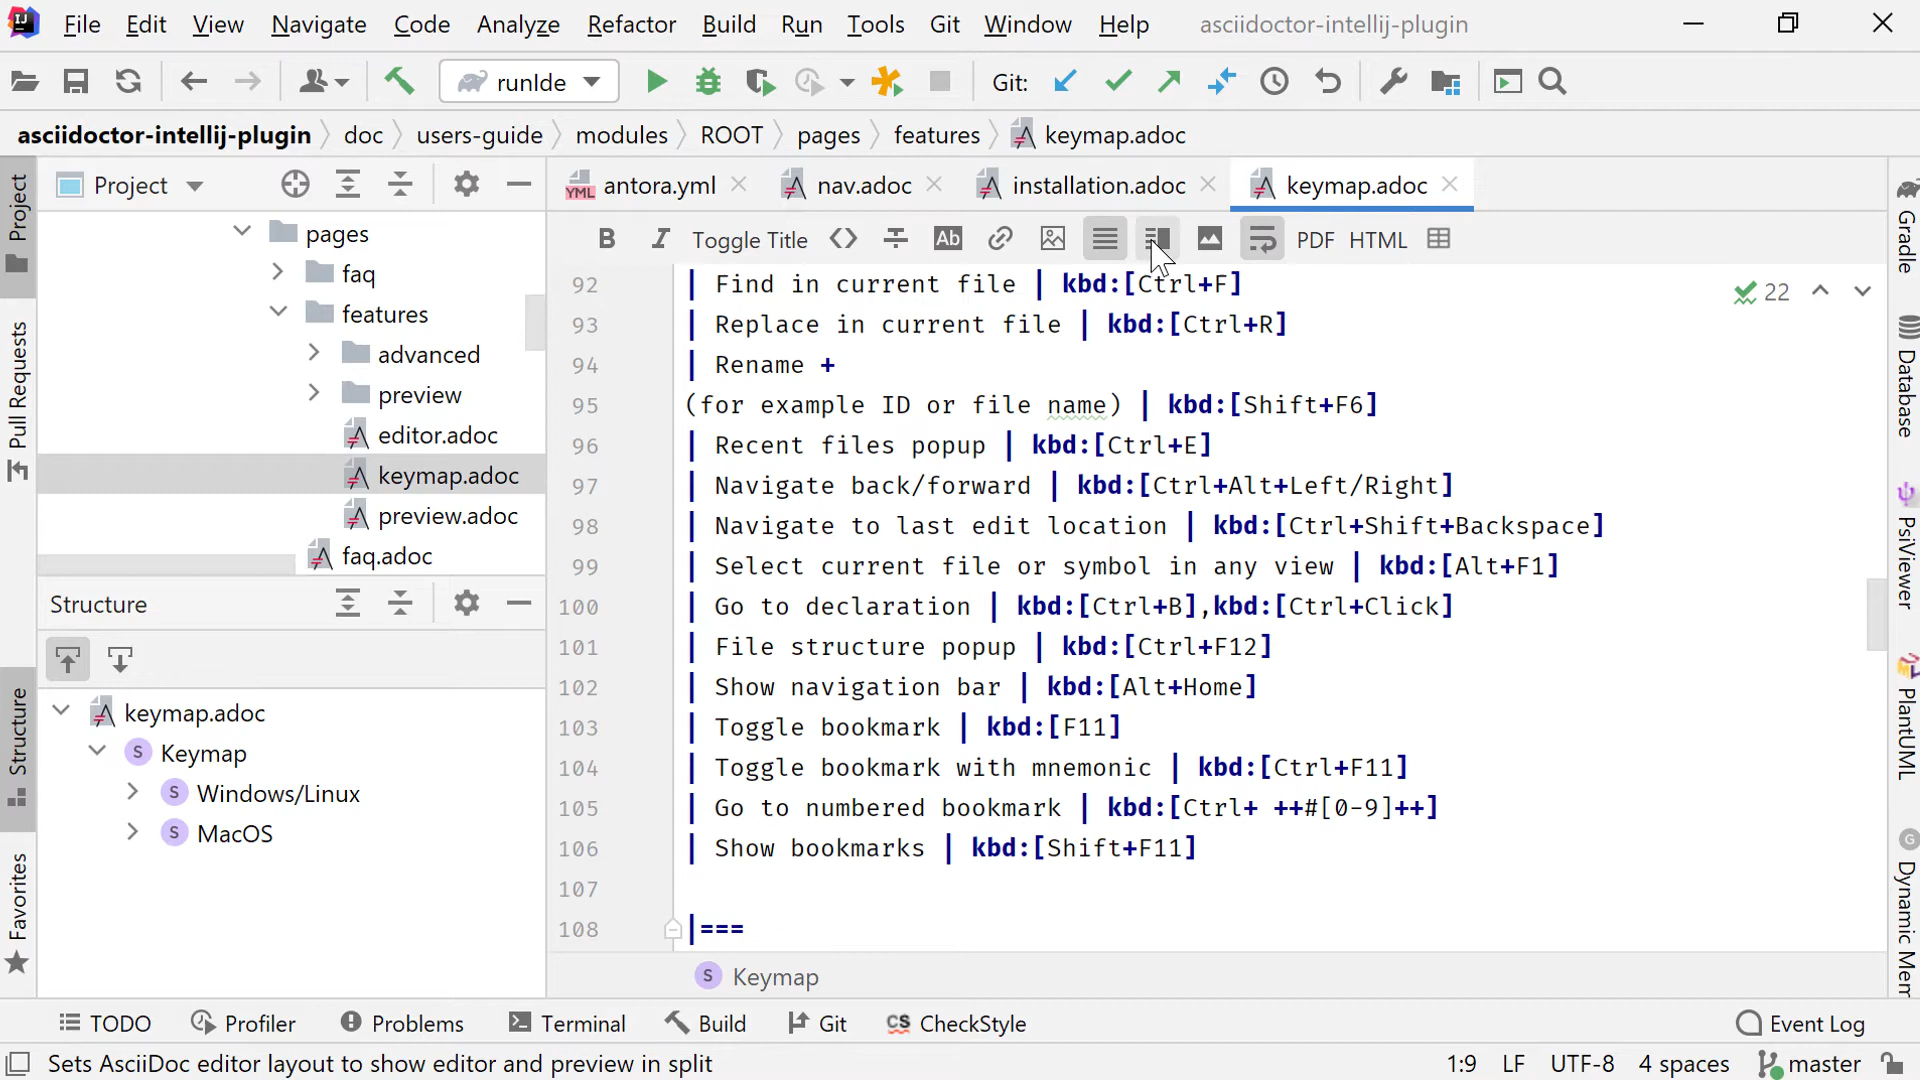 File Edit View Navigate Code Analyze Refactor Build Run Tools Git Window Help asciidoctor-intellij-plugin
runIde Git:
asciidoctor-intellij-plugin doc users-guide modules ROOT pages features keymap.adoc
Project
antora.yml nav.adoc installation.adoc keymap.adoc
B I Toggle Title <> Ab PDF HTML
pages
faq
features
advanced
preview
editor.adoc
keymap.adoc
preview.adoc
faq.adoc
Structure
keymap.adoc
S Keymap
S Windows/Linux
S MacOS
92 | Find in current file | kbd:[Ctrl+F]
93 | Replace in current file | kbd:[Ctrl+R]
94 | Rename +
95 (for example ID or file name) | kbd:[Shift+F6]
96 | Recent files popup | kbd:[Ctrl+E]
97 | Navigate back/forward | kbd:[Ctrl+Alt+Left/Right]
98 | Navigate to last edit location | kbd:[Ctrl+Shift+Backspace]
99 | Select current file or symbol in any view | kbd:[Alt+F1]
100 | Go to declaration | kbd:[Ctrl+B],kbd:[Ctrl+Click]
101 | File structure popup | kbd:[Ctrl+F12]
102 | Show navigation bar | kbd:[Alt+Home]
103 | Toggle bookmark | kbd:[F11]
104 | Toggle bookmark with mnemonic | kbd:[Ctrl+F11]
105 | Go to numbered bookmark | kbd:[Ctrl+ ++#[0-9]++]
106 | Show bookmarks | kbd:[Shift+F11]
107
108 |===
22
S Keymap
Project
Pull Requests
Structure
Favorites
Gradle
Database
PsiViewer
PlantUML
Dynamic Mem
TODO Profiler Problems Terminal Build Git CS CheckStyle Event Log
Sets AsciiDoc editor layout to show editor and preview in split 1:9 LF UTF-8 4 spaces master